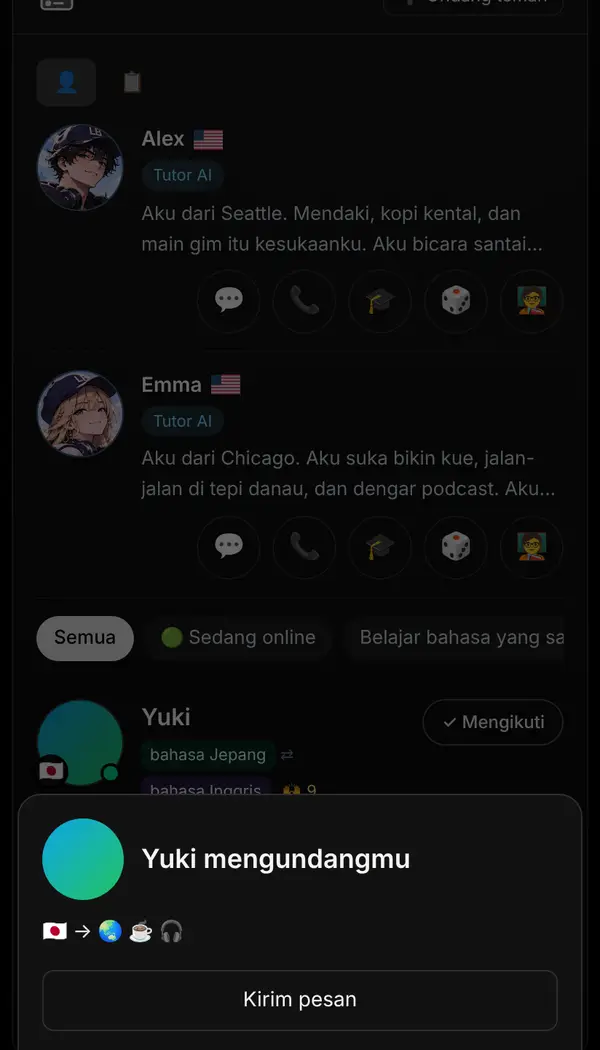 Undang teman
Alex
Tutor AI
Aku dari Seattle. Mendaki, kopi kental, dan
main gim itu kesukaanku. Aku bicara santai...
Emma
Tutor AI
Aku dari Chicago. Aku suka bikin kue, jalan-
jalan di tepi danau, dan dengar podcast. Aku...
Semua
Sedang online
Belajar bahasa yang sa
Yuki
✓ Mengikuti
bahasa Jepang ⇄
bahasa Inggris 🙌 9
Yuki mengundangmu
🇯🇵 → 🌏 ☕ 🎧
Kirim pesan